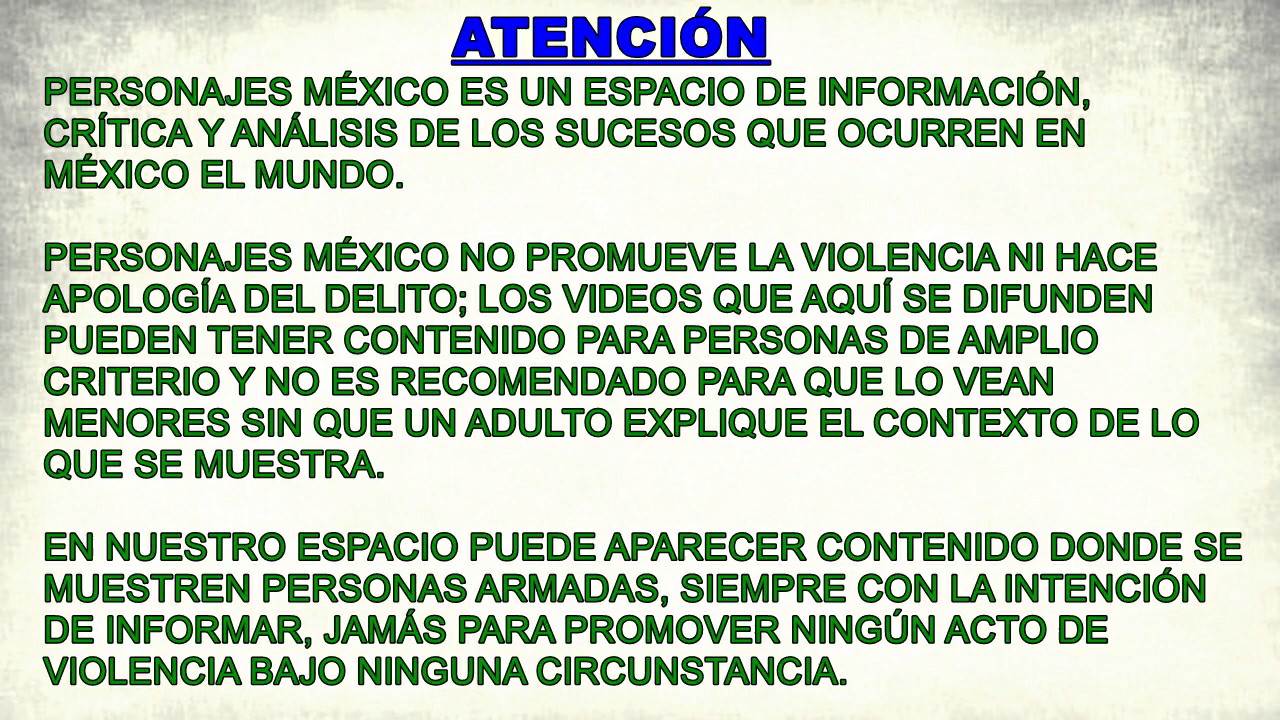 ATENCIÓN
PERSONAJES MÉXICO ES UN ESPACIO DE INFORMACIÓN,
CRÍTICA Y ANÁLISIS DE LOS SUCESOS QUE OCURREN EN
MÉXICO EL MUNDO.
PERSONAJES MÉXICO NO PROMUEVE LA VIOLENCIA NI HACE
APOLOGÍA DEL DELITO; LOS VIDEOS QUE AQUÍ SE DIFUNDEN
PUEDEN TENER CONTENIDO PARA PERSONAS DE AMPLIO
CRITERIO Y NO ES RECOMENDADO PARA QUE LO VEAN
MENORES SIN QUE UN ADULTO EXPLIQUE EL CONTEXTO DE LO
QUE SE MUESTRA.
EN NUESTRO ESPACIO PUEDE APARECER CONTENIDO DONDE SE
MUESTREN PERSONAS ARMADAS, SIEMPRE CON LA INTENCIÓN
DE INFORMAR, JAMÁS PARA PROMOVER NINGÚN ACTO DE
VIOLENCIA BAJO NINGUNA CIRCUNSTANCIA.